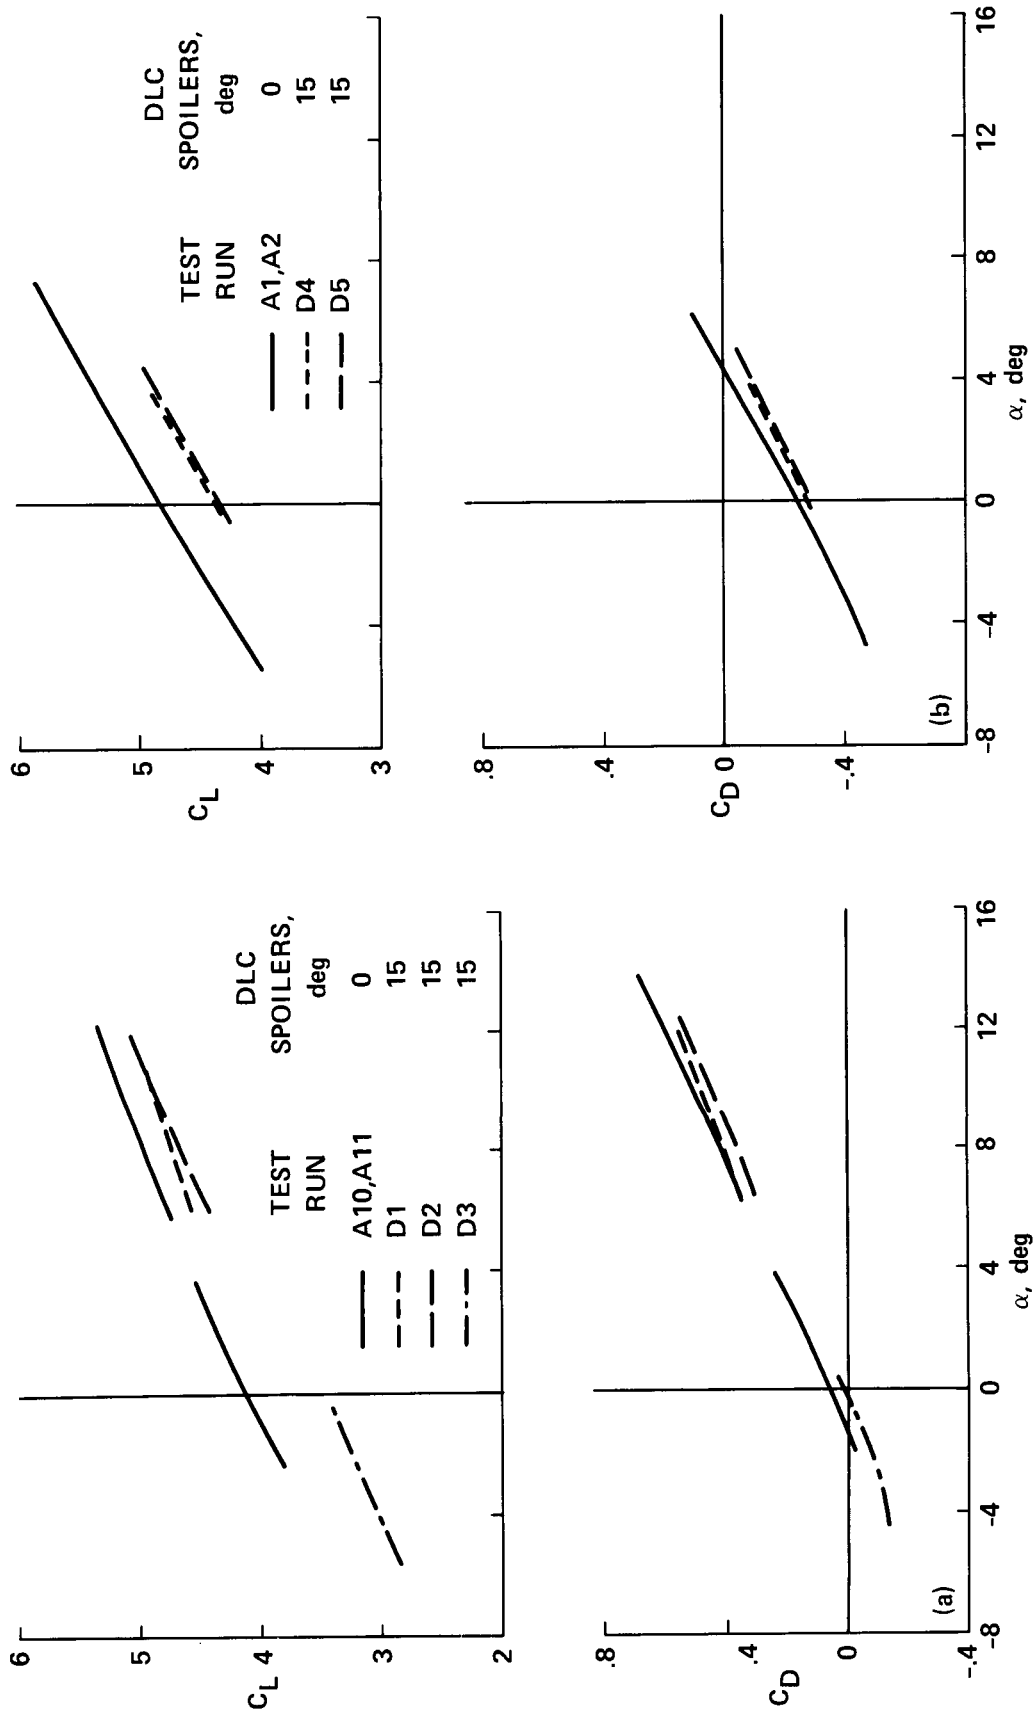 6
5
C_L 4
3
2
TEST RUN
DLC SPOILERS, deg
A10,A11 0
D1 15
D2 15
D3 15
.8
.4
C_D
0
-.4
-8 -4 0 4 8 12 16
α, deg
(a)
6
5
C_L
4
3
TEST RUN
DLC SPOILERS, deg
A1,A2 0
D4 15
D5 15
.8
.4
C_D 0
-.4
-8 -4 0 4 8 12 16
α, deg
(b)